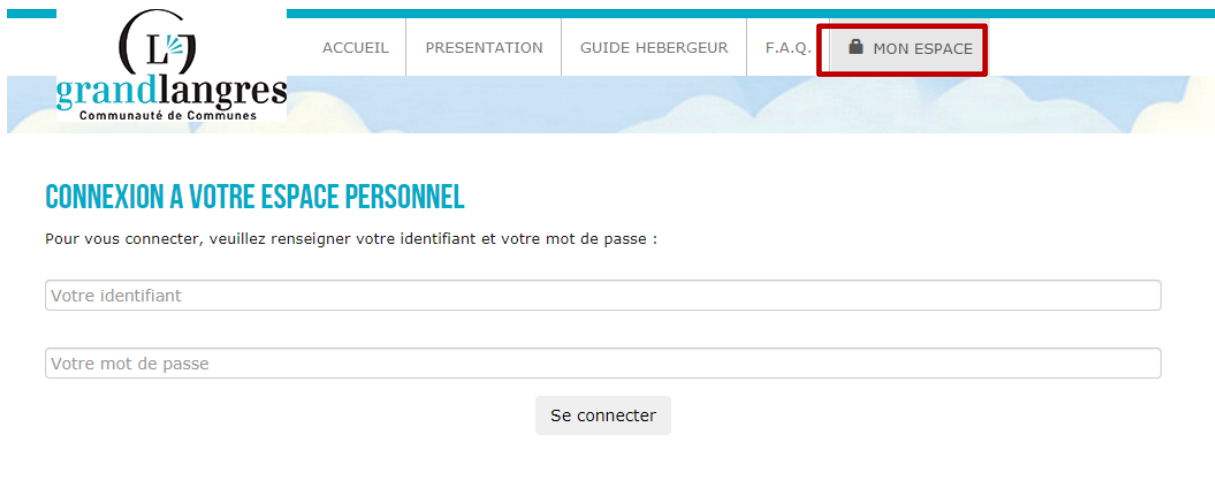 LG
grandlangres
Communauté de Communes
ACCUEIL
PRESENTATION
GUIDE HEBERGEUR
F.A.Q.
MON ESPACE
CONNEXION A VOTRE ESPACE PERSONNEL
Pour vous connecter, veuillez renseigner votre identifiant et votre mot de passe :
Votre identifiant
Votre mot de passe
Se connecter